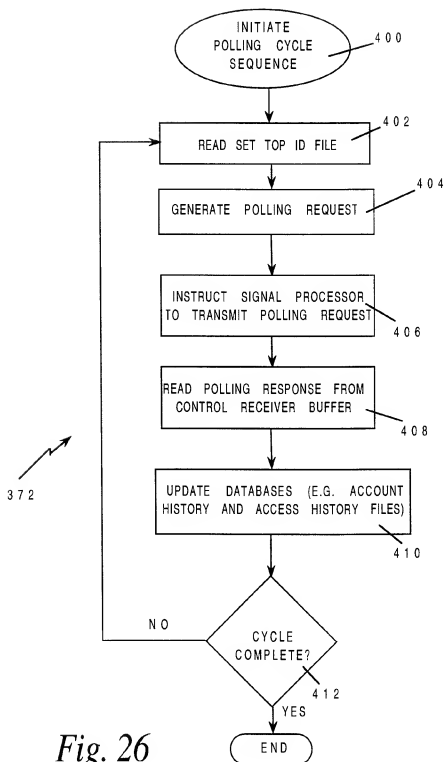 INITIATE
POLLING CYCLE
SEQUENCE
400
402
READ SET TOP ID FILE
404
GENERATE POLLING REQUEST
INSTRUCT SIGNAL PROCESSOR
TO TRANSMIT POLLING REQUEST
406
READ POLLING RESPONSE FROM
CONTROL RECEIVER BUFFER
408
372
UPDATE DATABASES (E.G. ACCOUNT
HISTORY AND ACCESS HISTORY FILES)
410
NO
CYCLE
COMPLETE?
412
YES
END
Fig. 26